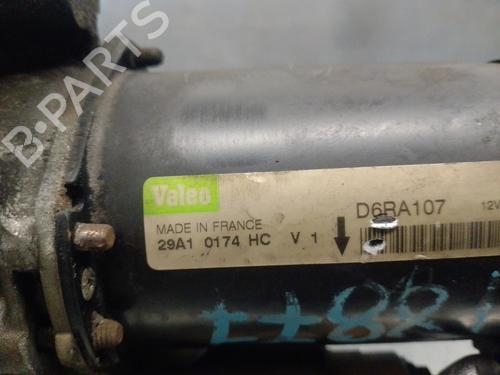 B-PARTS
Valeo
MADE IN FRANCE
29A1 0174 HC V 1
D6RA107 12V